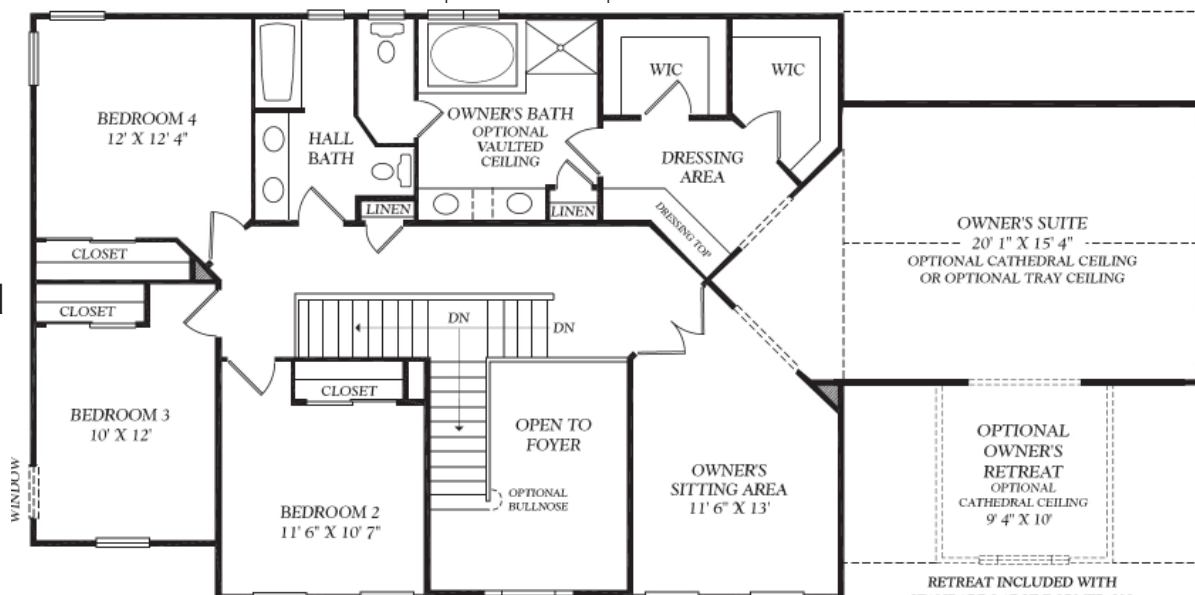 BEDROOM 4
12' X 12' 4"
HALL
BATH
OWNER'S BATH
OPTIONAL
VAULTED
CEILING
WIC
WIC
DRESSING
AREA
DRESSING TOP
LINEN
LINEN
CLOSET
CLOSET
OWNER'S SUITE
20' 1" X 15' 4"
OPTIONAL CATHEDRAL CEILING
OR OPTIONAL TRAY CEILING
DN
DN
BEDROOM 3
10' X 12'
WINDOW
CLOSET
BEDROOM 2
11' 6" X 10' 7"
OPEN TO
FOYER
OPTIONAL
BULLNOSE
OWNER'S
SITTING AREA
11' 6" X 13'
OPTIONAL
OWNER'S
RETREAT
OPTIONAL
CATHEDRAL CEILING
9' 4" X 10'
RETREAT INCLUDED WITH